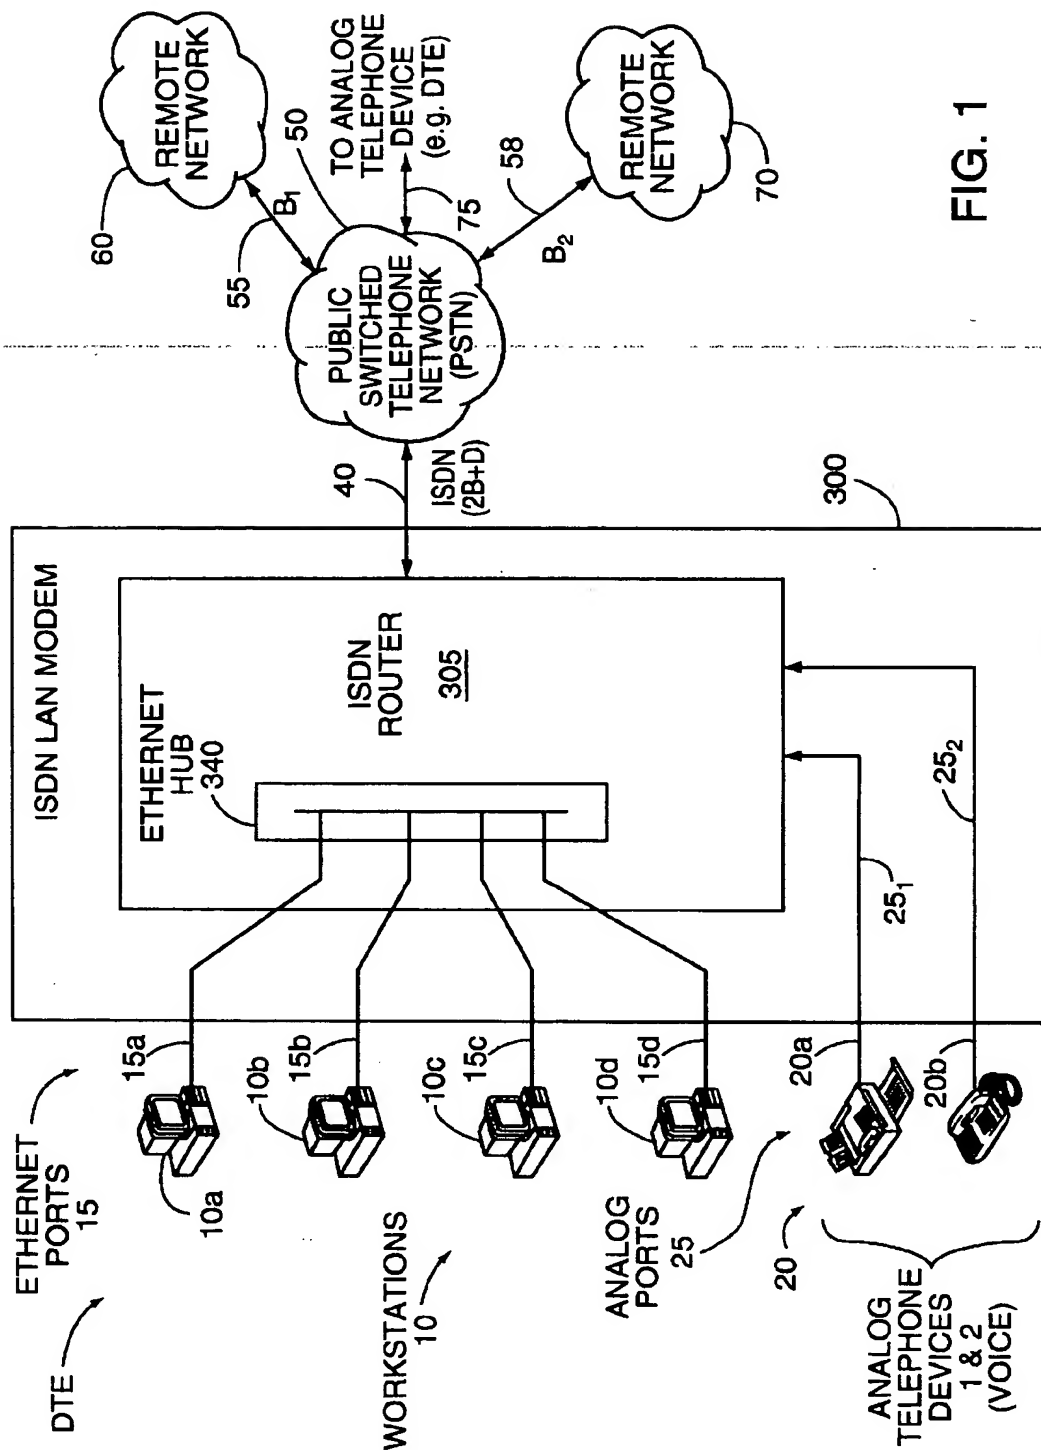 DTE
ETHERNET
PORTS
15
10a
15a
10b
15b
10c
15c
10d
15d
WORKSTATIONS
10
ANALOG
PORTS
25
20
20a
20b
ANALOG
TELEPHONE
DEVICES
1 & 2
(VOICE)
ISDN LAN MODEM
ETHERNET
HUB
340
ISDN
ROUTER
305
25₁
25₂
300
40
ISDN
(2B+D)
PUBLIC
SWITCHED
TELEPHONE
NETWORK
(PSTN)
50
55
B₁
60
REMOTE
NETWORK
TO ANALOG
TELEPHONE
DEVICE
(e.g. DTE)
75
58
B₂
REMOTE
NETWORK
70
FIG. 1